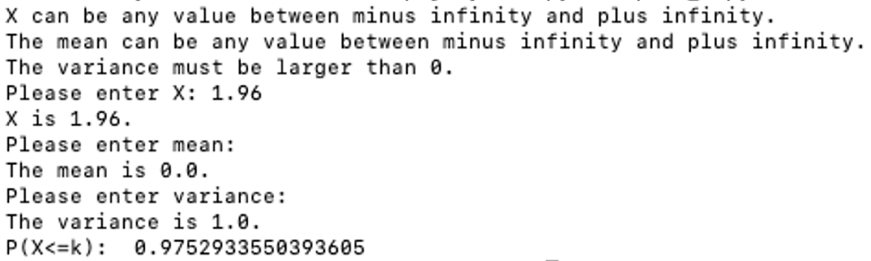 X can be any value between minus infinity and plus infinity.
The mean can be any value between minus infinity and plus infinity.
The variance must be larger than 0.
Please enter X: 1.96
X is 1.96.
Please enter mean:
The mean is 0.0.
Please enter variance:
The variance is 1.0.
P(X<=k):  0.9752933550393605